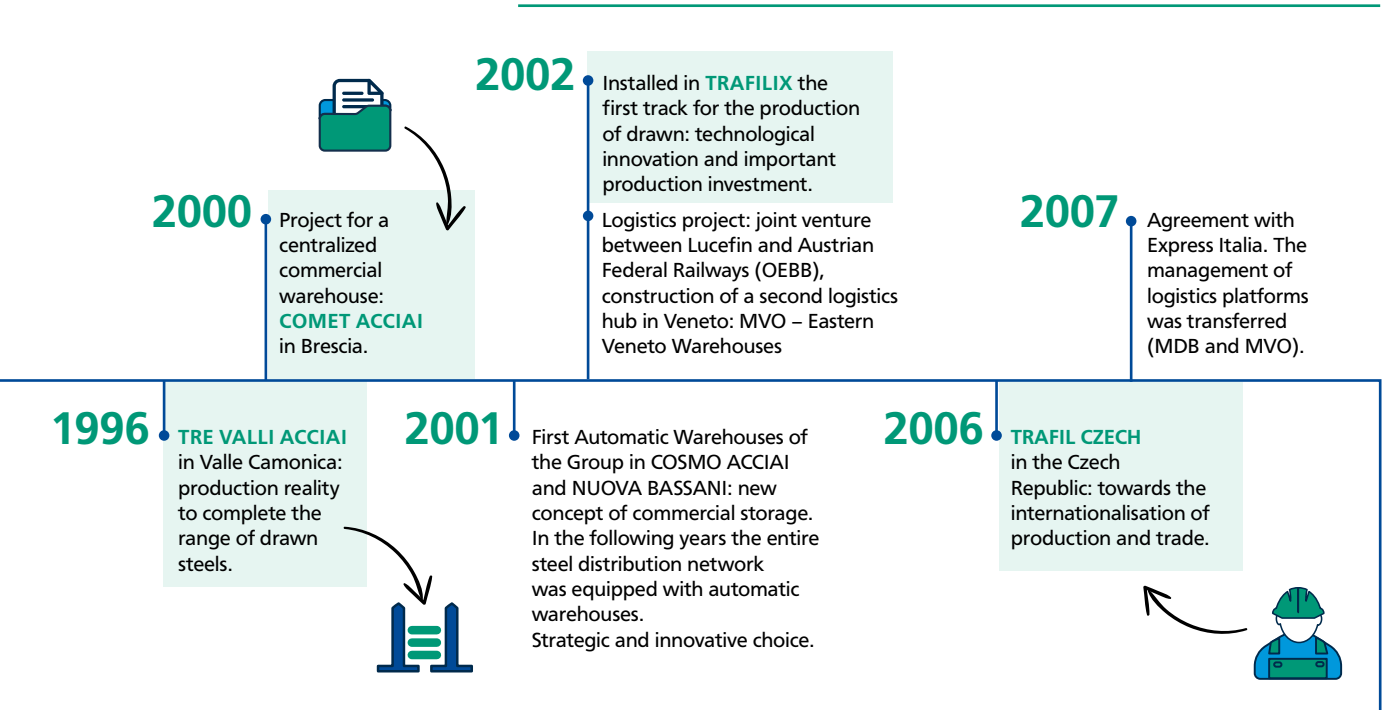 1996
TRE VALLI ACCIAI
in Valle Camonica:
production reality
to complete the
range of drawn
steels.
2000
Project for a
centralized
commercial
warehouse:
COMET ACCIAI
in Brescia.
2001
First Automatic Warehouses of
the Group in COSMO ACCIAI
and NUOVA BASSANI: new
concept of commercial storage.
In the following years the entire
steel distribution network
was equipped with automatic
warehouses.
Strategic and innovative choice.
2002
Installed in TRAFILIX the
first track for the production
of drawn: technological
innovation and important
production investment.
Logistics project: joint venture
between Lucefin and Austrian
Federal Railways (OEBB),
construction of a second logistics
hub in Veneto: MVO – Eastern
Veneto Warehouses
2006
TRAFIL CZECH
in the Czech
Republic: towards the
internationalisation of
production and trade.
2007
Agreement with
Express Italia. The
management of
logistics platforms
was transferred
(MDB and MVO).